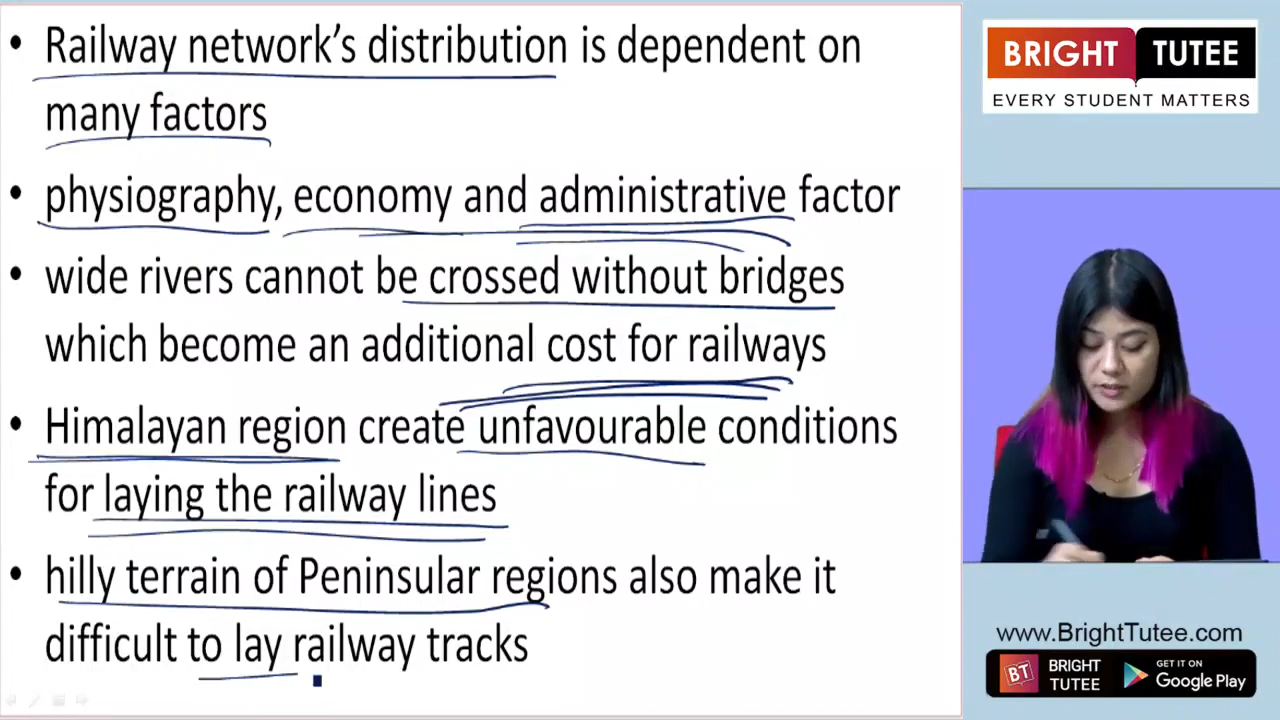 • Railway network's distribution is dependent on
many factors
• physiography, economy and administrative factor
• wide rivers cannot be crossed without bridges
which become an additional cost for railways
• Himalayan region create unfavourable conditions
for laying the railway lines
• hilly terrain of Peninsular regions also make it
difficult to lay railway tracks
BRIGHT TUTEE
EVERY STUDENT MATTERS
www.BrightTutee.com
BT
BRIGHT
TUTEE
GET IT ON
Google Play